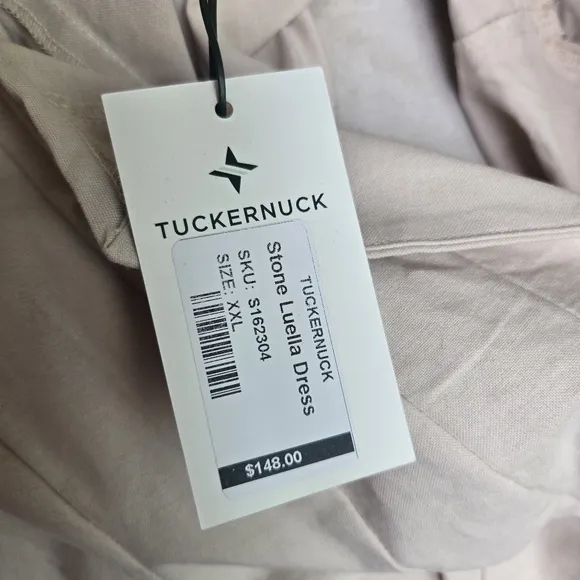 TUCKERNUCK
TUCKERNUCK
Stone Luella Dress
SKU: S162304
SIZE: XXL
$148.00